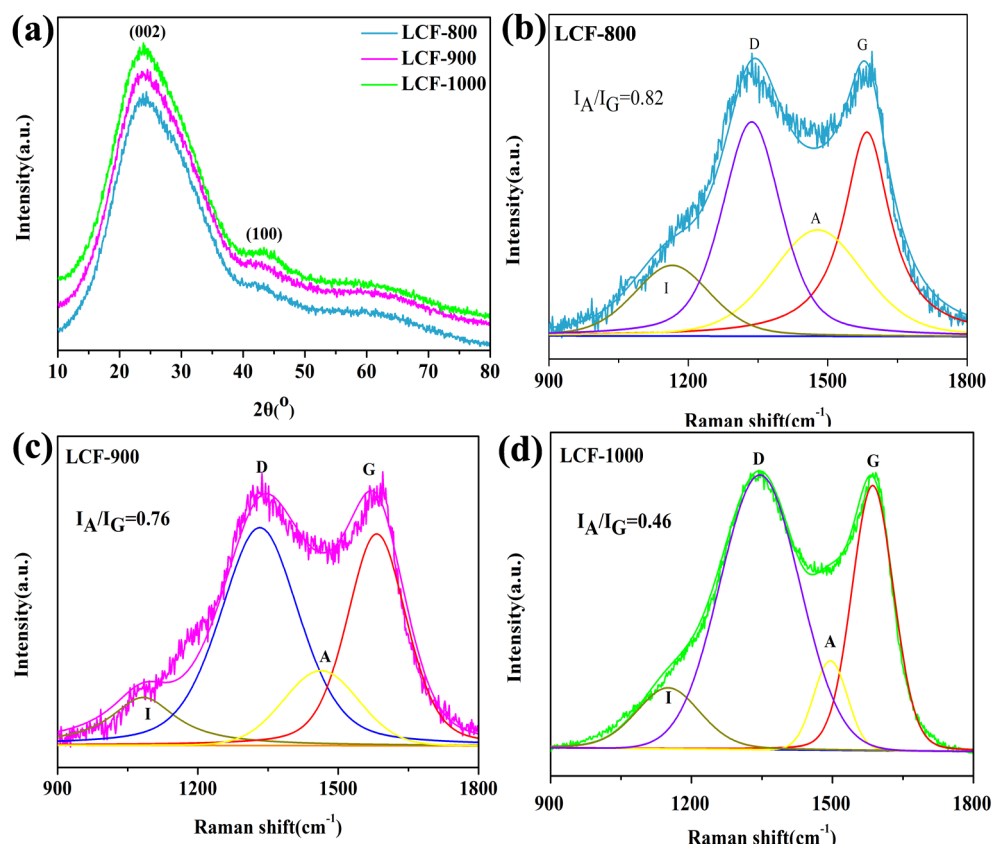 (a)
(002)
LCF-800
LCF-900
LCF-1000
(100)
Intensity(a.u.)
10 20 30 40 50 60 70 80
2θ(o)
(b)
LCF-800
D
G
IA/IG=0.82
A
I
Intensity(a.u.)
900 1200 1500 1800
Raman shift(cm-1)
(c)
LCF-900
D
G
IA/IG=0.76
A
I
Intensity(a.u.)
900 1200 1500 1800
Raman shift(cm-1)
(d)
LCF-1000
D
G
IA/IG=0.46
A
I
Intensity(a.u.)
900 1200 1500 1800
Raman shift(cm-1)